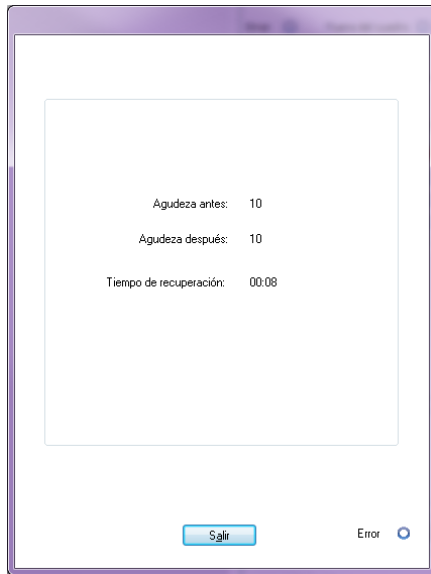 Agudeza antes: 10
Agudeza después: 10
Tiempo de recuperación: 00:08
Salir Error